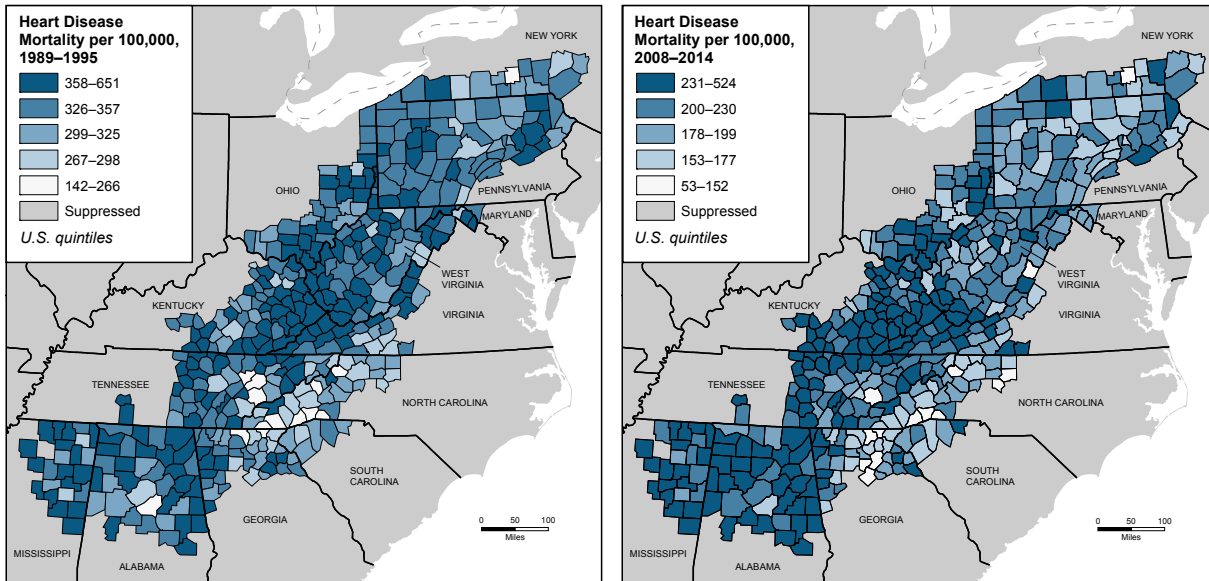 Heart Disease
Mortality per 100,000,
1989–1995
358–651
326–357
299–325
267–298
142–266
Suppressed
U.S. quintiles
NEW YORK
OHIO
PENNSYLVANIA
MARYLAND
WEST
VIRGINIA
KENTUCKY
VIRGINIA
TENNESSEE
NORTH CAROLINA
SOUTH
CAROLINA
GEORGIA
MISSISSIPPI
ALABAMA
0 50 100
Miles
Heart Disease
Mortality per 100,000,
2008–2014
231–524
200–230
178–199
153–177
53–152
Suppressed
U.S. quintiles
NEW YORK
OHIO
PENNSYLVANIA
MARYLAND
WEST
VIRGINIA
KENTUCKY
VIRGINIA
TENNESSEE
NORTH CAROLINA
SOUTH
CAROLINA
GEORGIA
MISSISSIPPI
ALABAMA
0 50 100
Miles